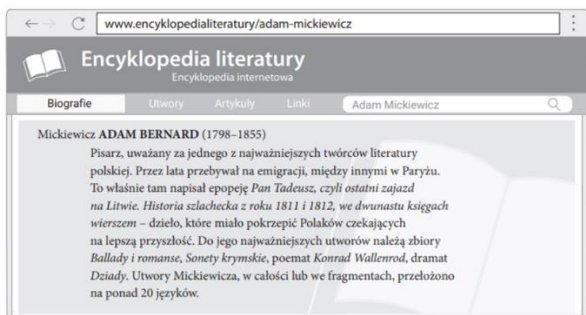 www.encyklopedialiteratury/adam-mickiewicz
Encyklopedia literatury
Encyklopedia internetowa
Biografie Utwory Artykuły Linki Adam Mickiewicz
Mickiewicz ADAM BERNARD (1798–1855)
Pisarz, uważany za jednego z najważniejszych twórców literatury
polskiej. Przez lata przebywał na emigracji, między innymi w Paryżu.
To właśnie tam napisał epopeję Pan Tadeusz, czyli ostatni zajazd
na Litwie. Historia szlachecka z roku 1811 i 1812, we dwunastu księgach
wierszem – dzieło, które miało pokrzepić Polaków czekających
na lepszą przyszłość. Do jego najważniejszych utworów należą zbiory
Ballady i romanse, Sonety krymskie, poemat Konrad Wallenrod, dramat
Dziady. Utwory Mickiewicza, w całości lub we fragmentach, przełożono
na ponad 20 języków.